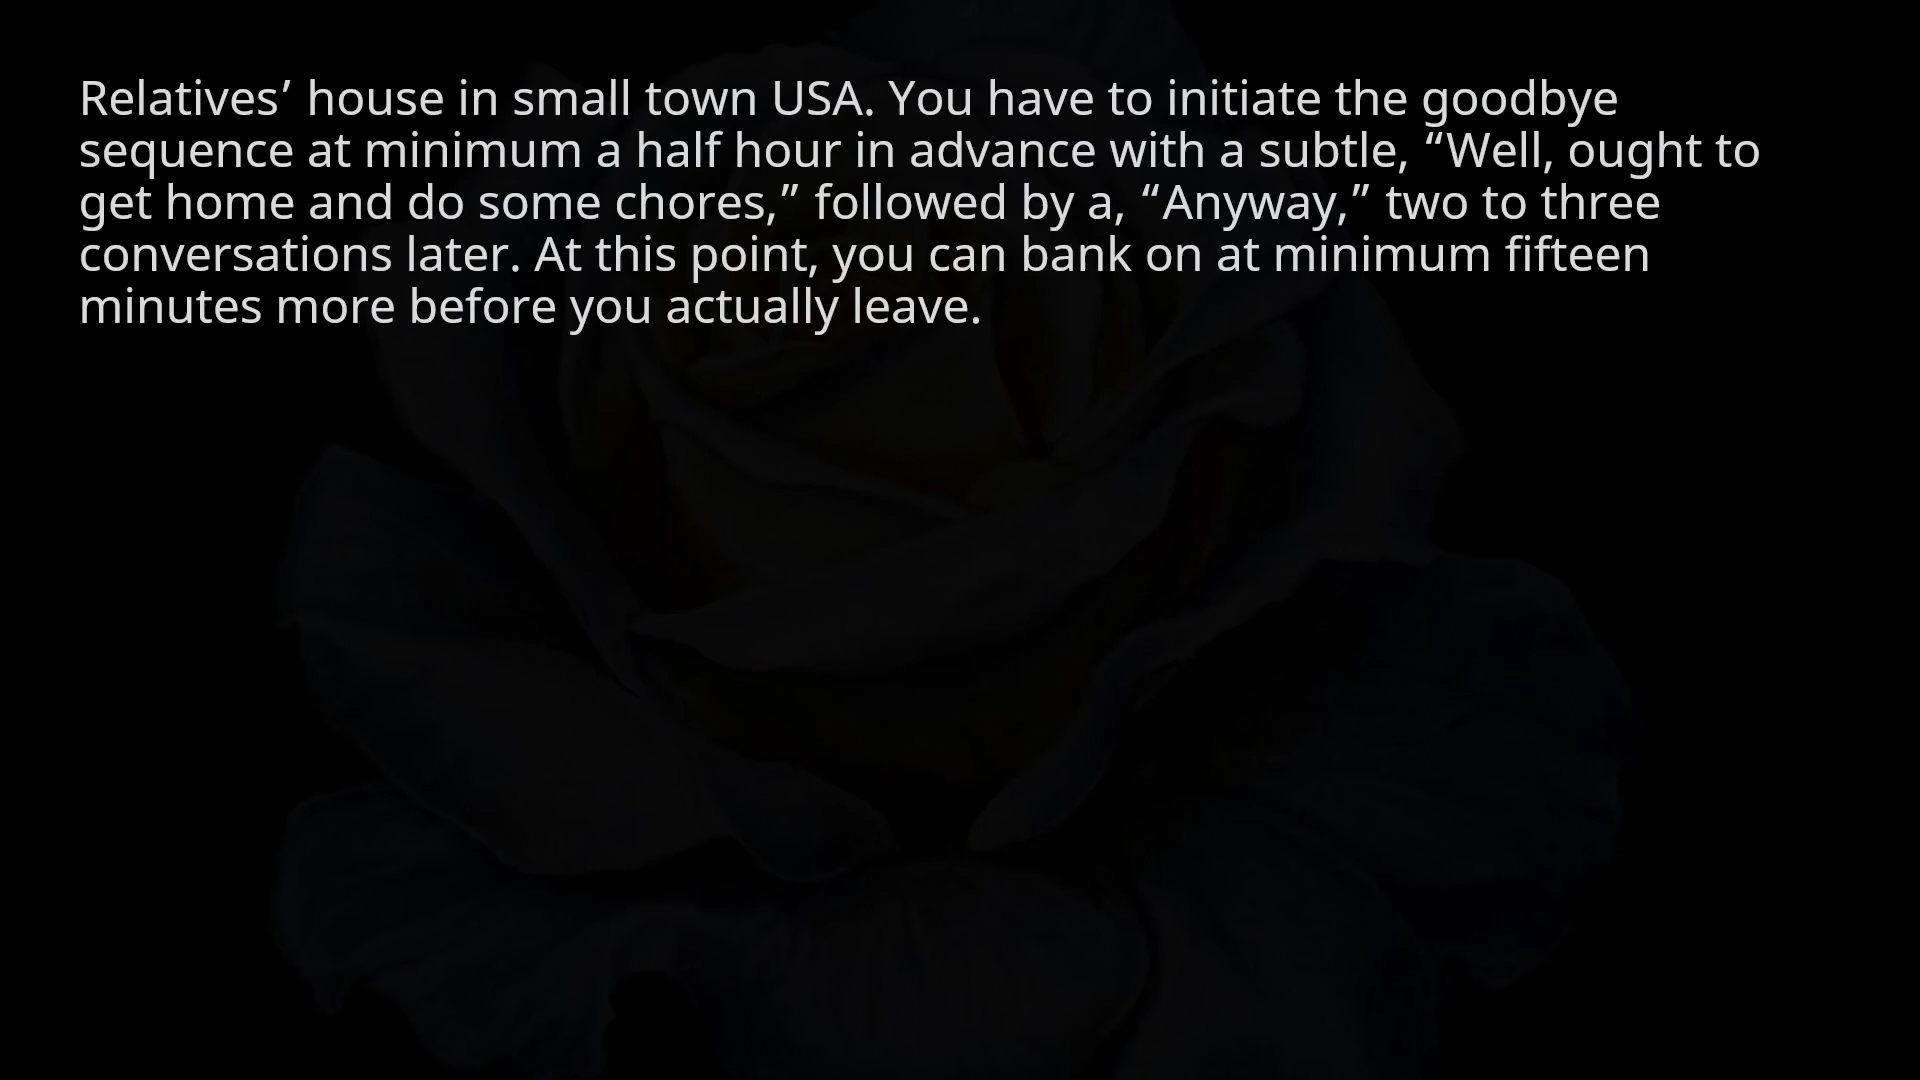 Relatives’ house in small town USA. You have to initiate the goodbye
sequence at minimum a half hour in advance with a subtle, “Well, ought to
get home and do some chores,” followed by a, “Anyway,” two to three
conversations later. At this point, you can bank on at minimum fifteen
minutes more before you actually leave.